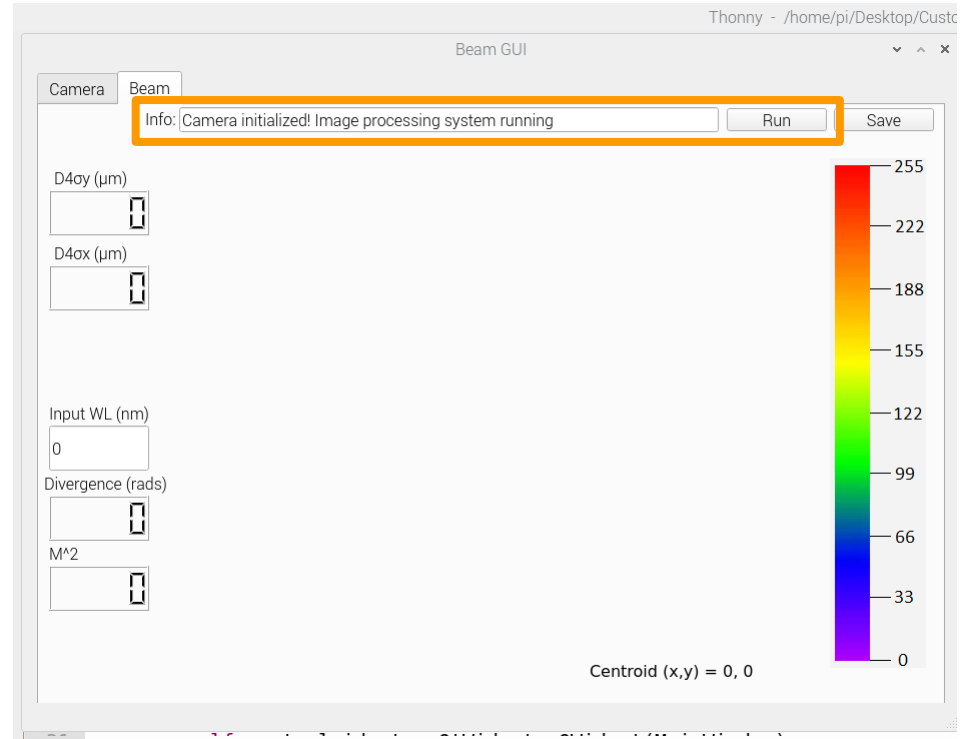 Thonny - /home/pi/Desktop/Custo
Beam GUI
Camera Beam
Info: Camera initialized! Image processing system running Run Save
D4σy (μm)
0
D4σx (μm)
0
Input WL (nm)
0
Divergence (rads)
0
M^2
0
255
222
188
155
122
99
66
33
0
Centroid (x,y) = 0, 0